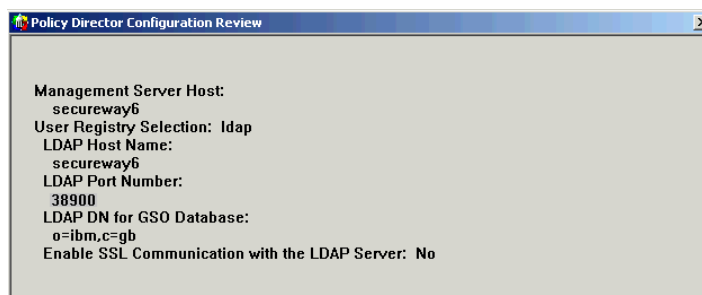 Policy Director Configuration Review
Management Server Host:
secureway6
User Registry Selection: ldap
LDAP Host Name:
secureway6
LDAP Port Number:
38900
LDAP DN for GSO Database:
o=ibm,c=gb
Enable SSL Communication with the LDAP Server: No